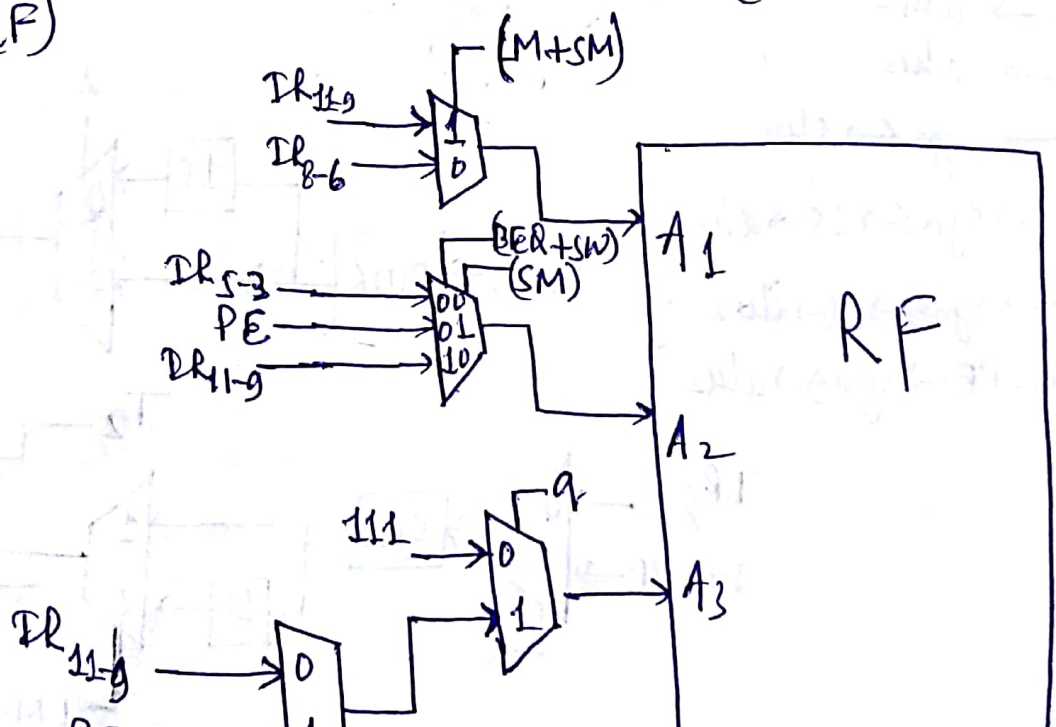 F)
(LM+SM)
IR11-9
1
IR8-6
0
(BEQ+SW)
(SM)
A1
IR5-3
00
PE
01
IR11-9
10
RF
A2
q
111
0
1
A3
IR11-9
0